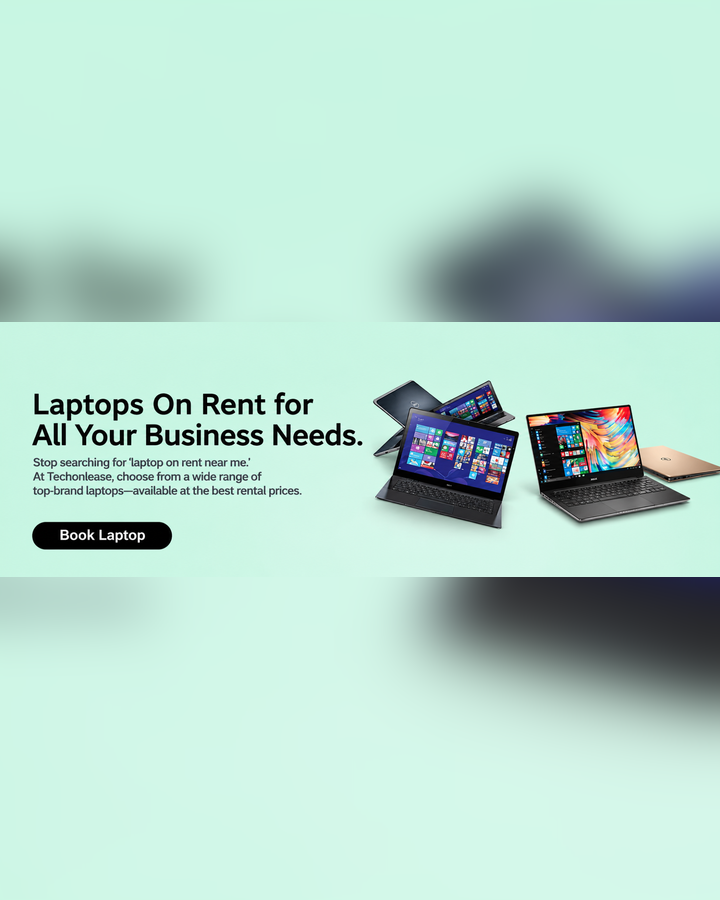 Laptops On Rent for
All Your Business Needs.
Stop searching for 'laptop on rent near me.'
At Techonlease, choose from a wide range of
top-brand laptops—available at the best rental prices.
Book Laptop